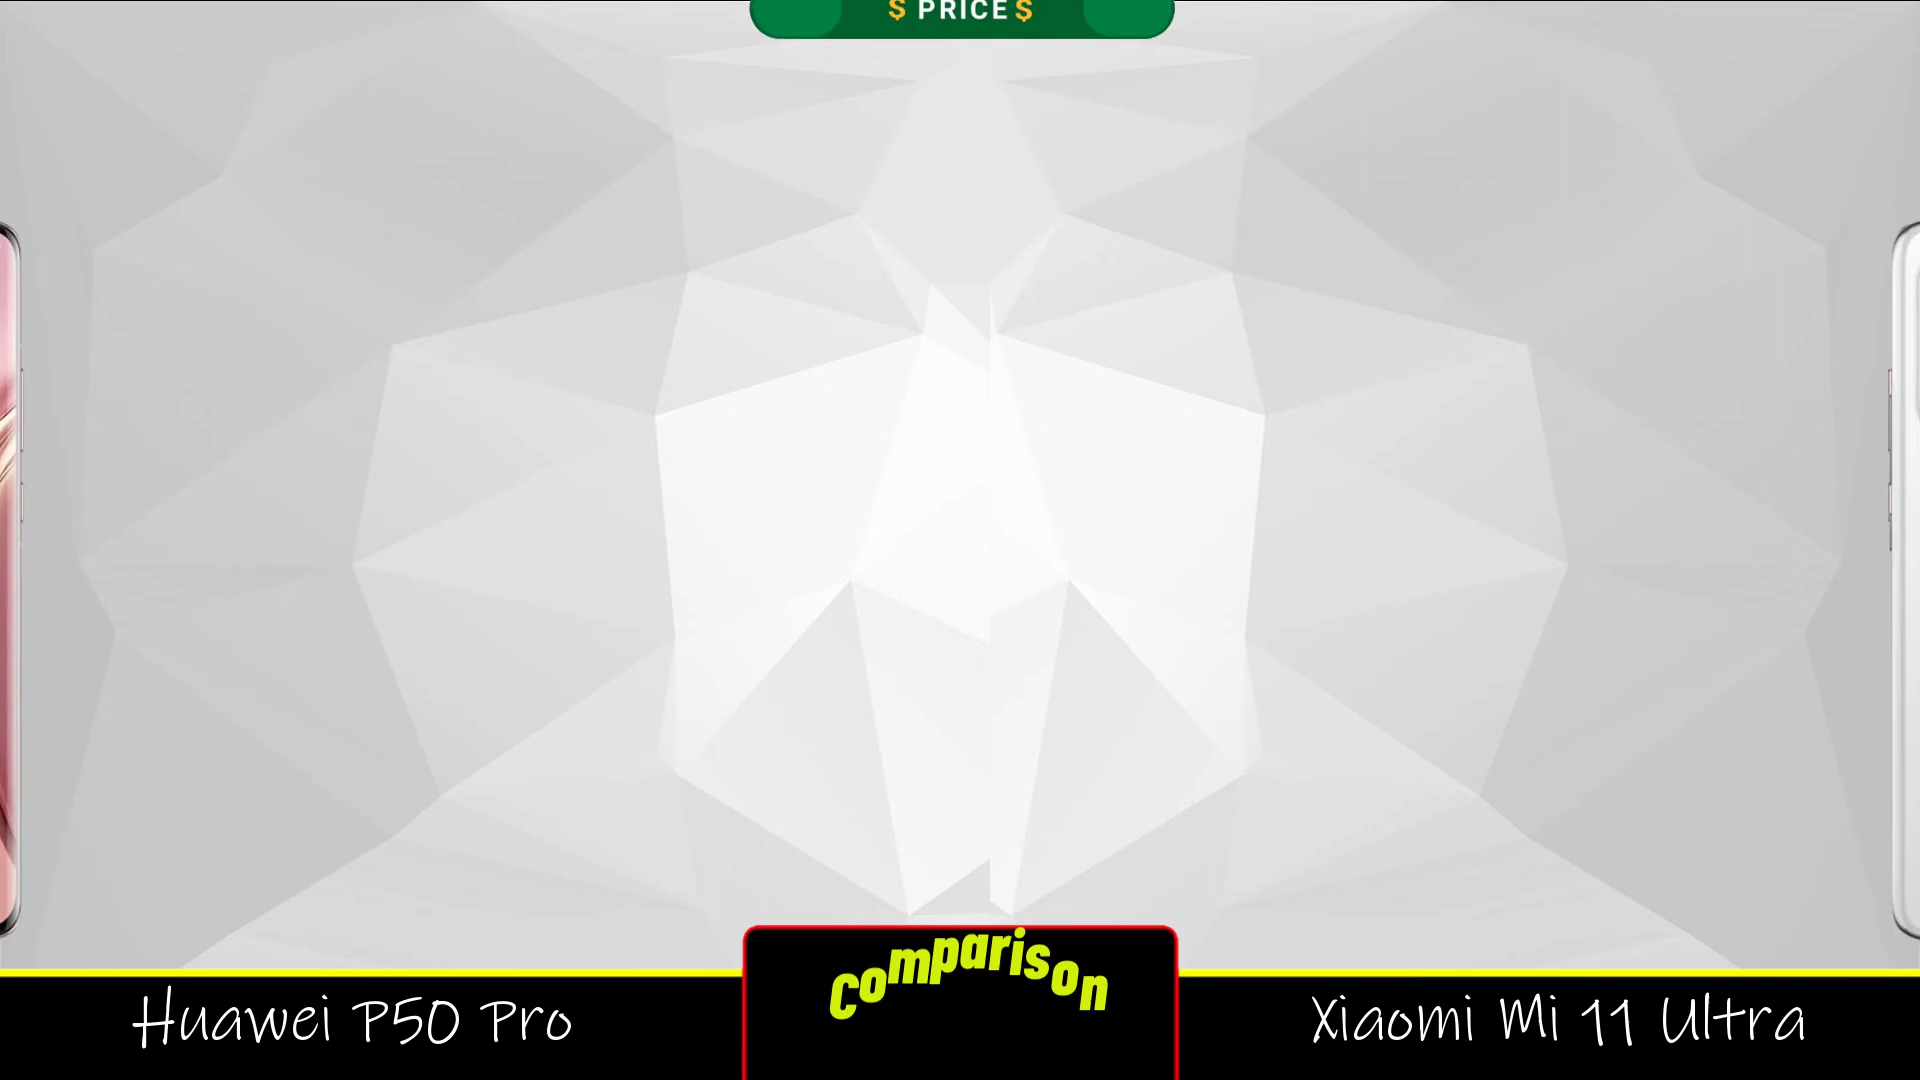 $ PRICE $
Comparison
Huawei P50 Pro
Xiaomi Mi 11 Ultra